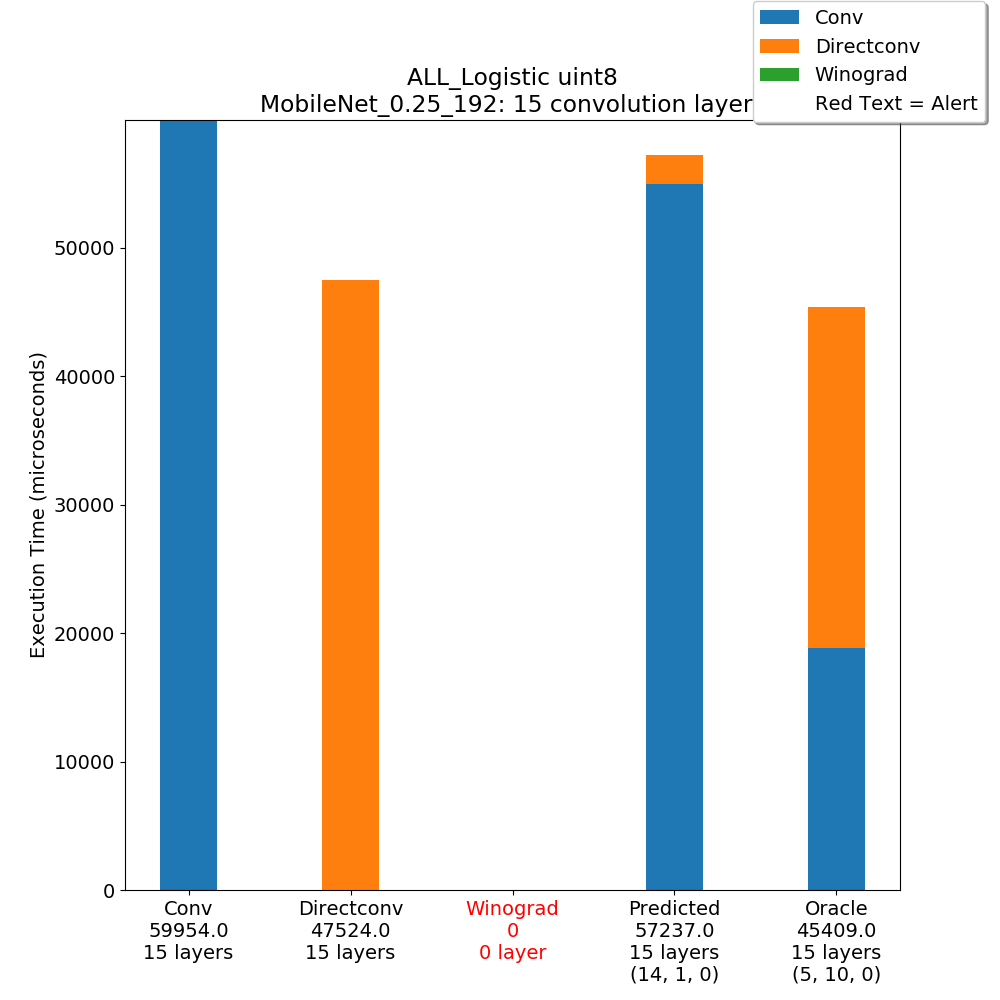 Conv
Directconv
Winograd
Red Text = Alert
ALL_Logistic uint8
MobileNet_0.25_192: 15 convolution layer
Execution Time (microseconds)
50000
40000
30000
20000
10000
0
Conv
59954.0
15 layers
Directconv
47524.0
15 layers
Winograd
0
0 layer
Predicted
57237.0
15 layers
(14, 1, 0)
Oracle
45409.0
15 layers
(5, 10, 0)